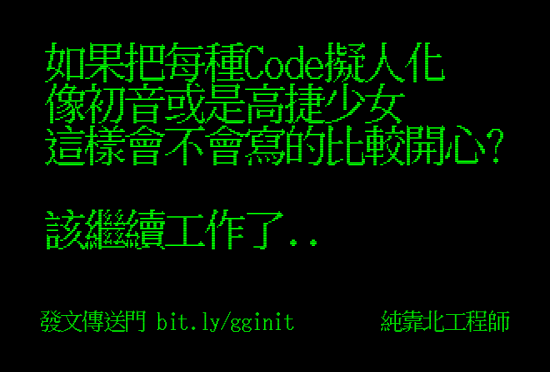 如果把每種Code擬人化
像初音或是高捷少女
這樣會不會寫的比較開心?
該繼續工作了..
發文傳送門 bit.ly/gginit
純靠北工程師